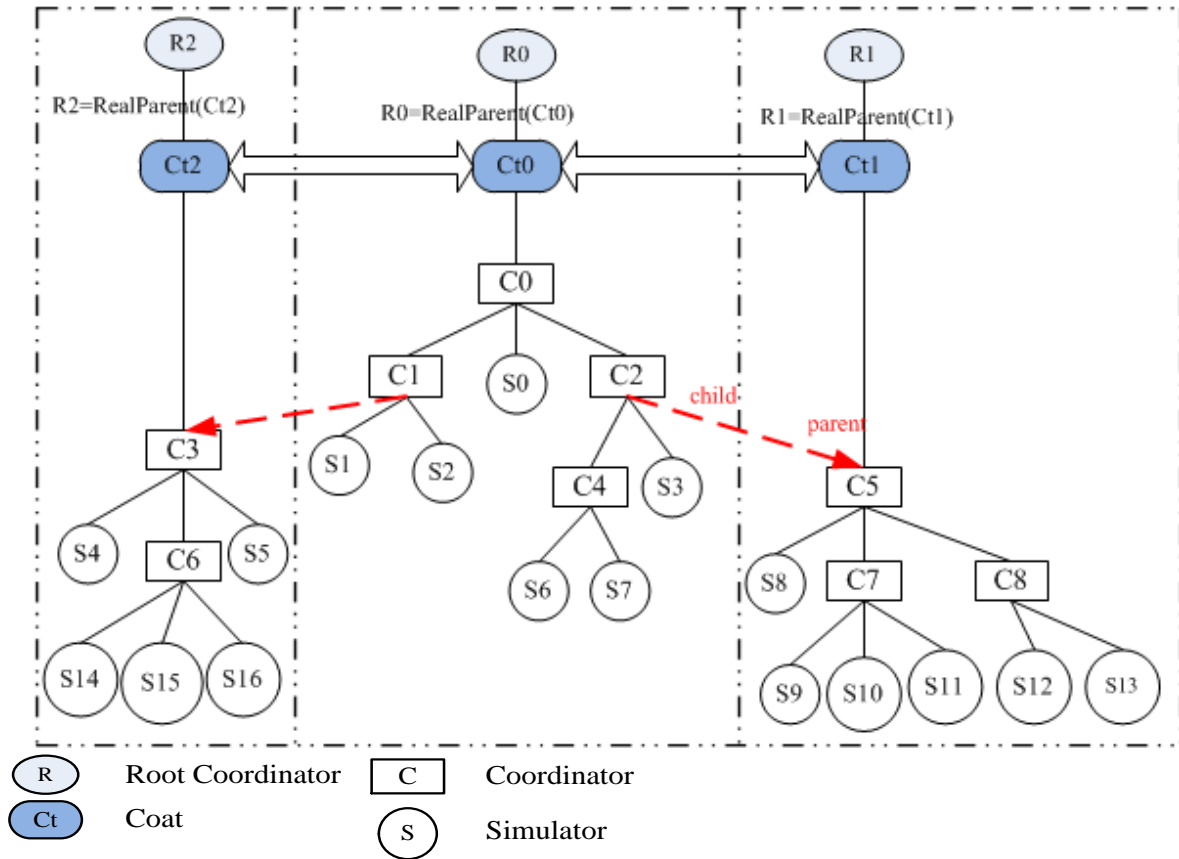 R2 R0 R1
R2=RealParent(Ct2) R0=RealParent(Ct0) R1=RealParent(Ct1)
Ct2 Ct0 Ct1
C0
C1 S0 C2
child
parent
C3 S1 S2 C4 S3 C5
S4 C6 S5 S6 S7 S8 C7 C8
S14 S15 S16 S9 S10 S11 S12 S13
R Root Coordinator C Coordinator
Ct Coat S Simulator